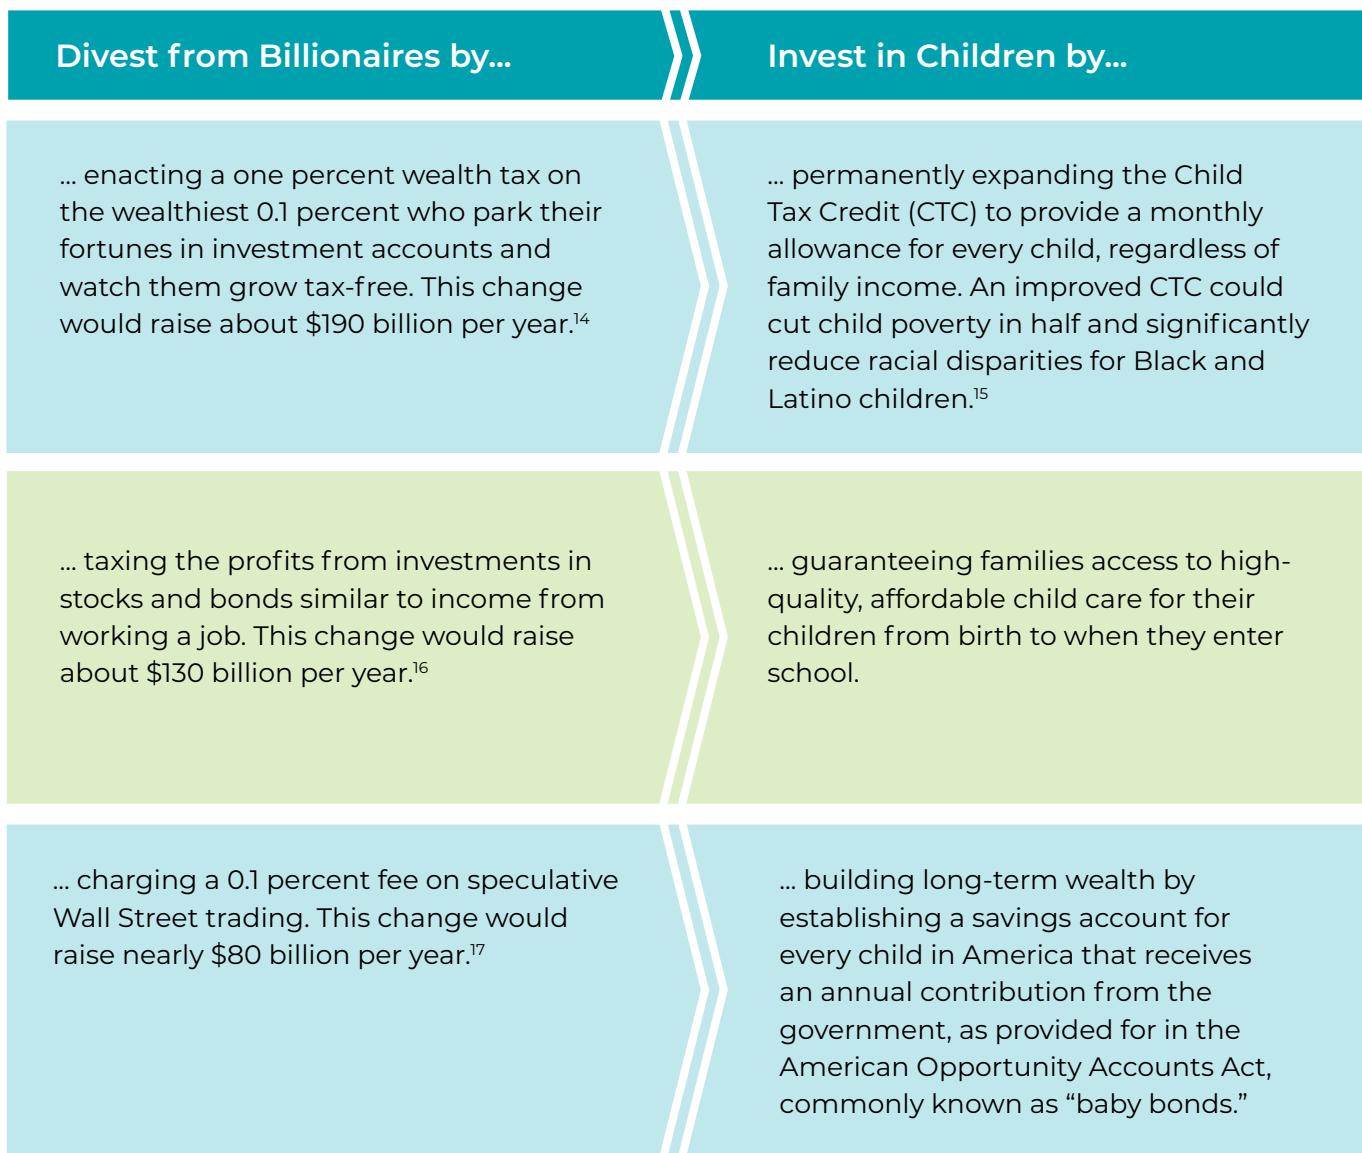 Divest from Billionaires by...
Invest in Children by...
... enacting a one percent wealth tax on
the wealthiest 0.1 percent who park their
fortunes in investment accounts and
watch them grow tax-free. This change
would raise about $190 billion per year.14
... permanently expanding the Child
Tax Credit (CTC) to provide a monthly
allowance for every child, regardless of
family income. An improved CTC could
cut child poverty in half and significantly
reduce racial disparities for Black and
Latino children.15
... taxing the profits from investments in
stocks and bonds similar to income from
working a job. This change would raise
about $130 billion per year.16
... guaranteeing families access to high-
quality, affordable child care for their
children from birth to when they enter
school.
... charging a 0.1 percent fee on speculative
Wall Street trading. This change would
raise nearly $80 billion per year.17
... building long-term wealth by
establishing a savings account for
every child in America that receives
an annual contribution from the
government, as provided for in the
American Opportunity Accounts Act,
commonly known as “baby bonds.”